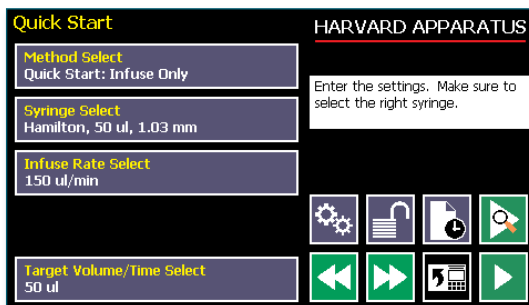 Quick Start
Method Select
Quick Start: Infuse Only
Syringe Select
Hamilton, 50 ul, 1.03 mm
Infuse Rate Select
150 ul/min
Target Volume/Time Select
50 ul
HARVARD APPARATUS
Enter the settings. Make sure to
select the right syringe.